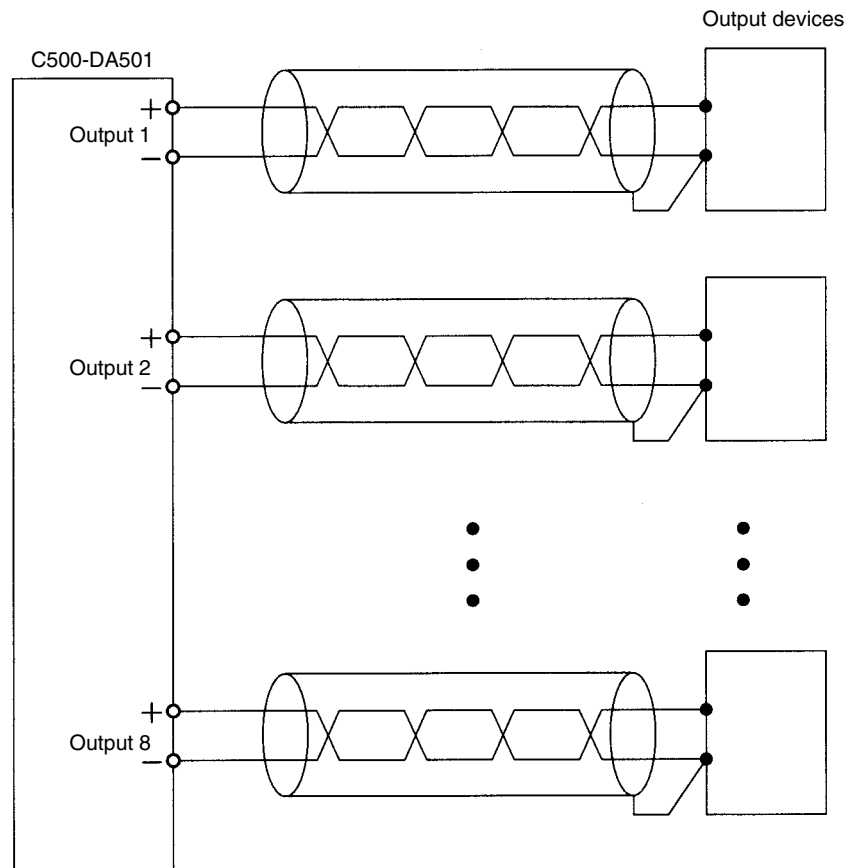 Output devices
C500-DA501
+
Output 1
−
+
Output 2
−
+
Output 8
−